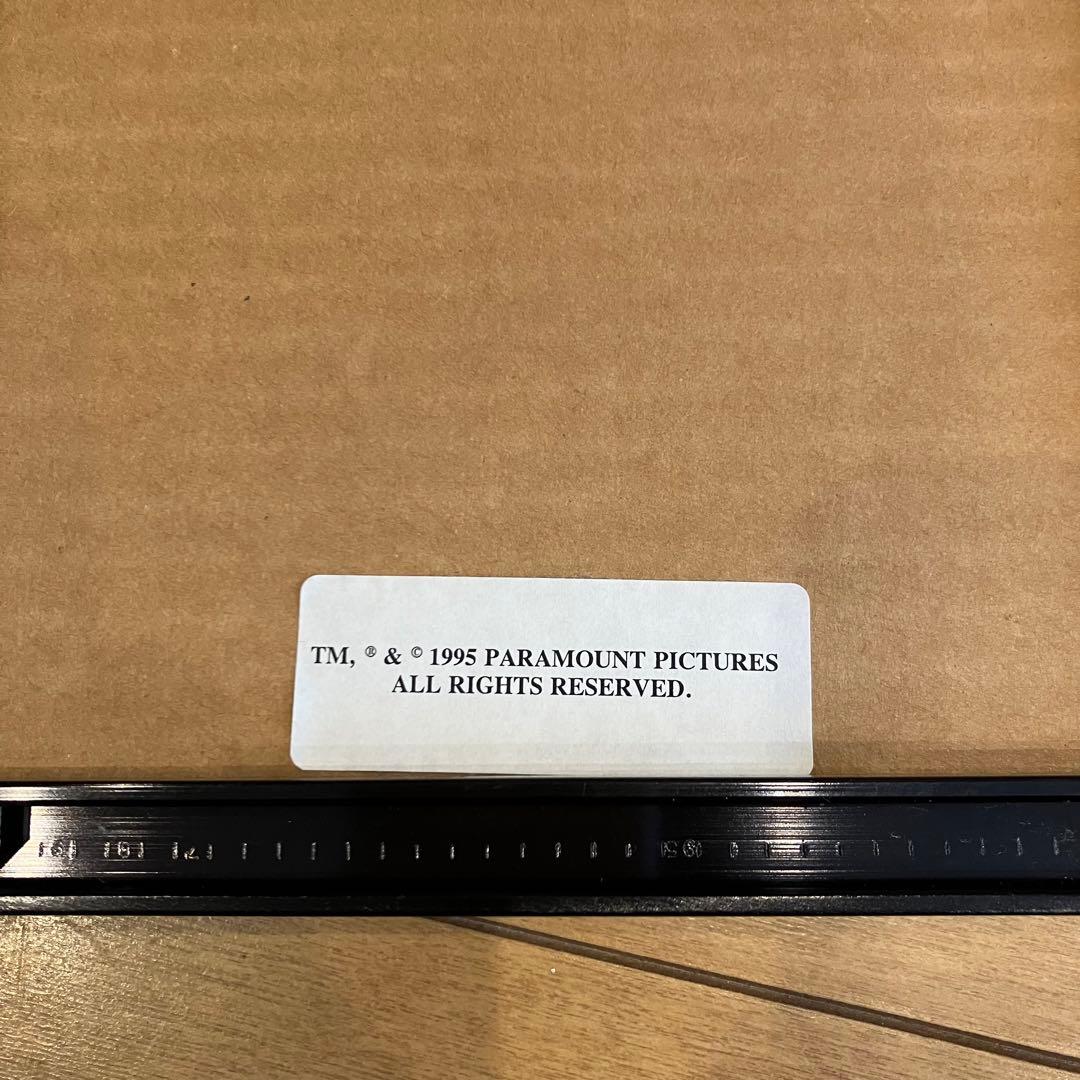 TM, ® & © 1995 PARAMOUNT PICTURES
ALL RIGHTS RESERVED.